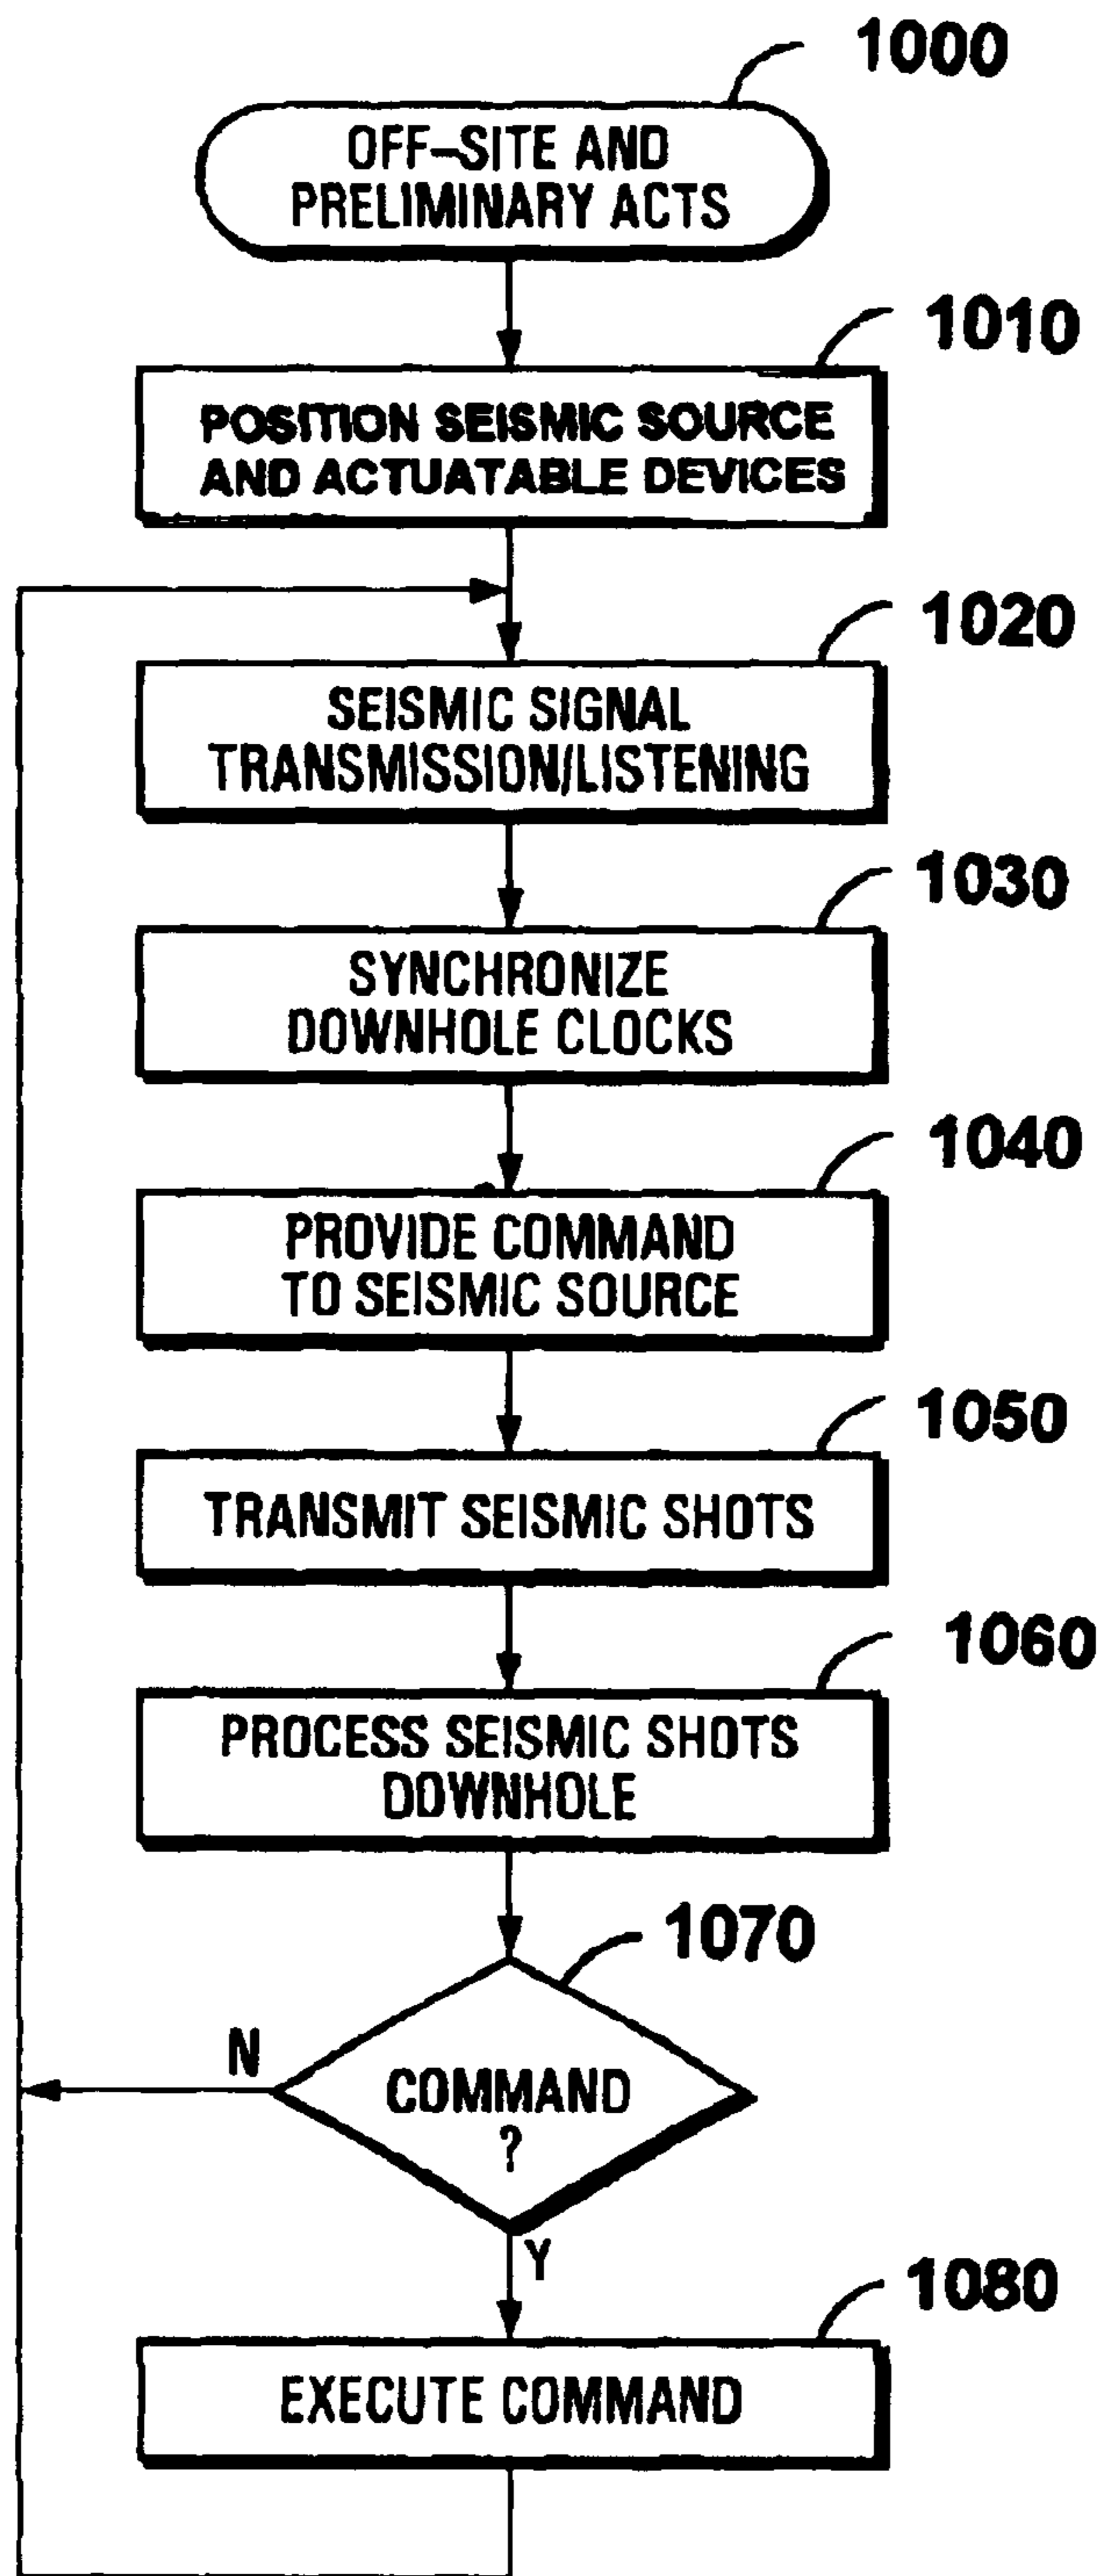 1000
OFF-SITE AND
PRELIMINARY ACTS
1010
POSITION SEISMIC SOURCE
AND ACTUATABLE DEVICES
1020
SEISMIC SIGNAL
TRANSMISSION/LISTENING
1030
SYNCHRONIZE
DOWNHOLE CLOCKS
1040
PROVIDE COMMAND
TO SEISMIC SOURCE
1050
TRANSMIT SEISMIC SHOTS
1060
PROCESS SEISMIC SHOTS
DOWNHOLE
1070
N
COMMAND
?
Y
1080
EXECUTE COMMAND